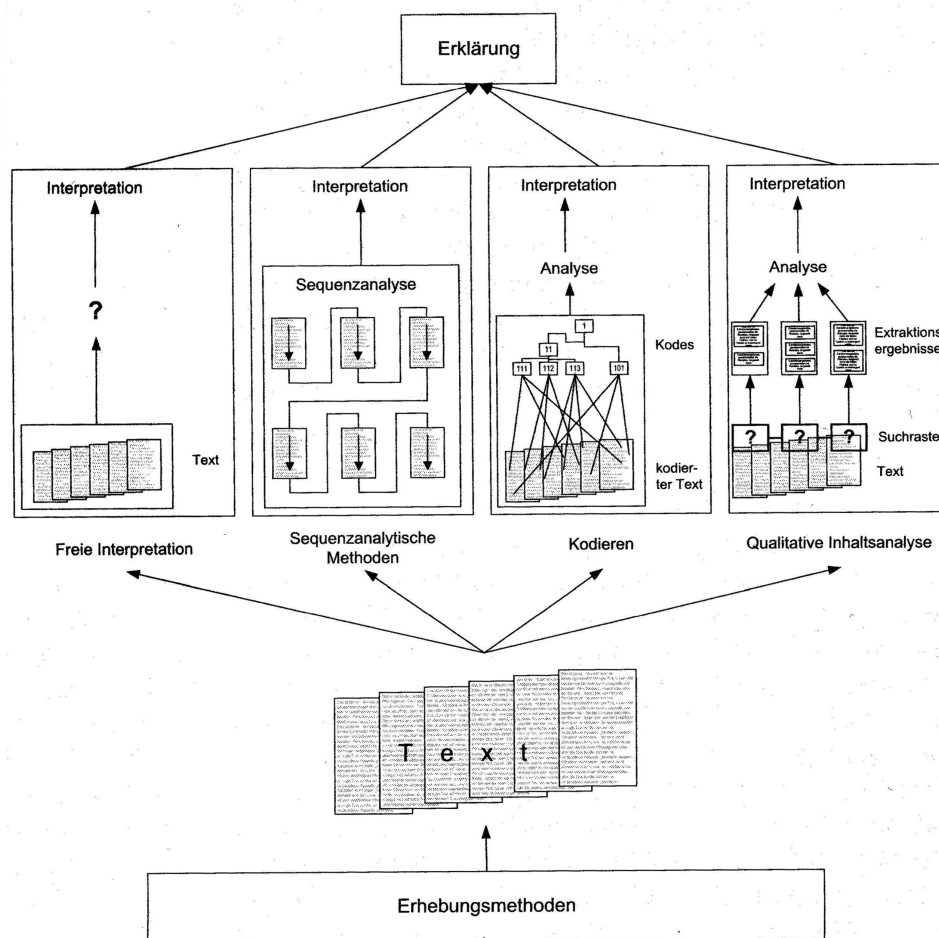 Erklärung
Interpretation
?
Text
Freie Interpretation
Interpretation
Sequenzanalyse
Sequenzanalytische
Methoden
Interpretation
Analyse
Kodes
1
11
111 112 113 101
kodier-
ter Text
Kodieren
Interpretation
Analyse
Extraktions
ergebnisse
? ? ?
Suchraste
Text
Qualitative Inhaltsanalyse
Text
Erhebungsmethoden